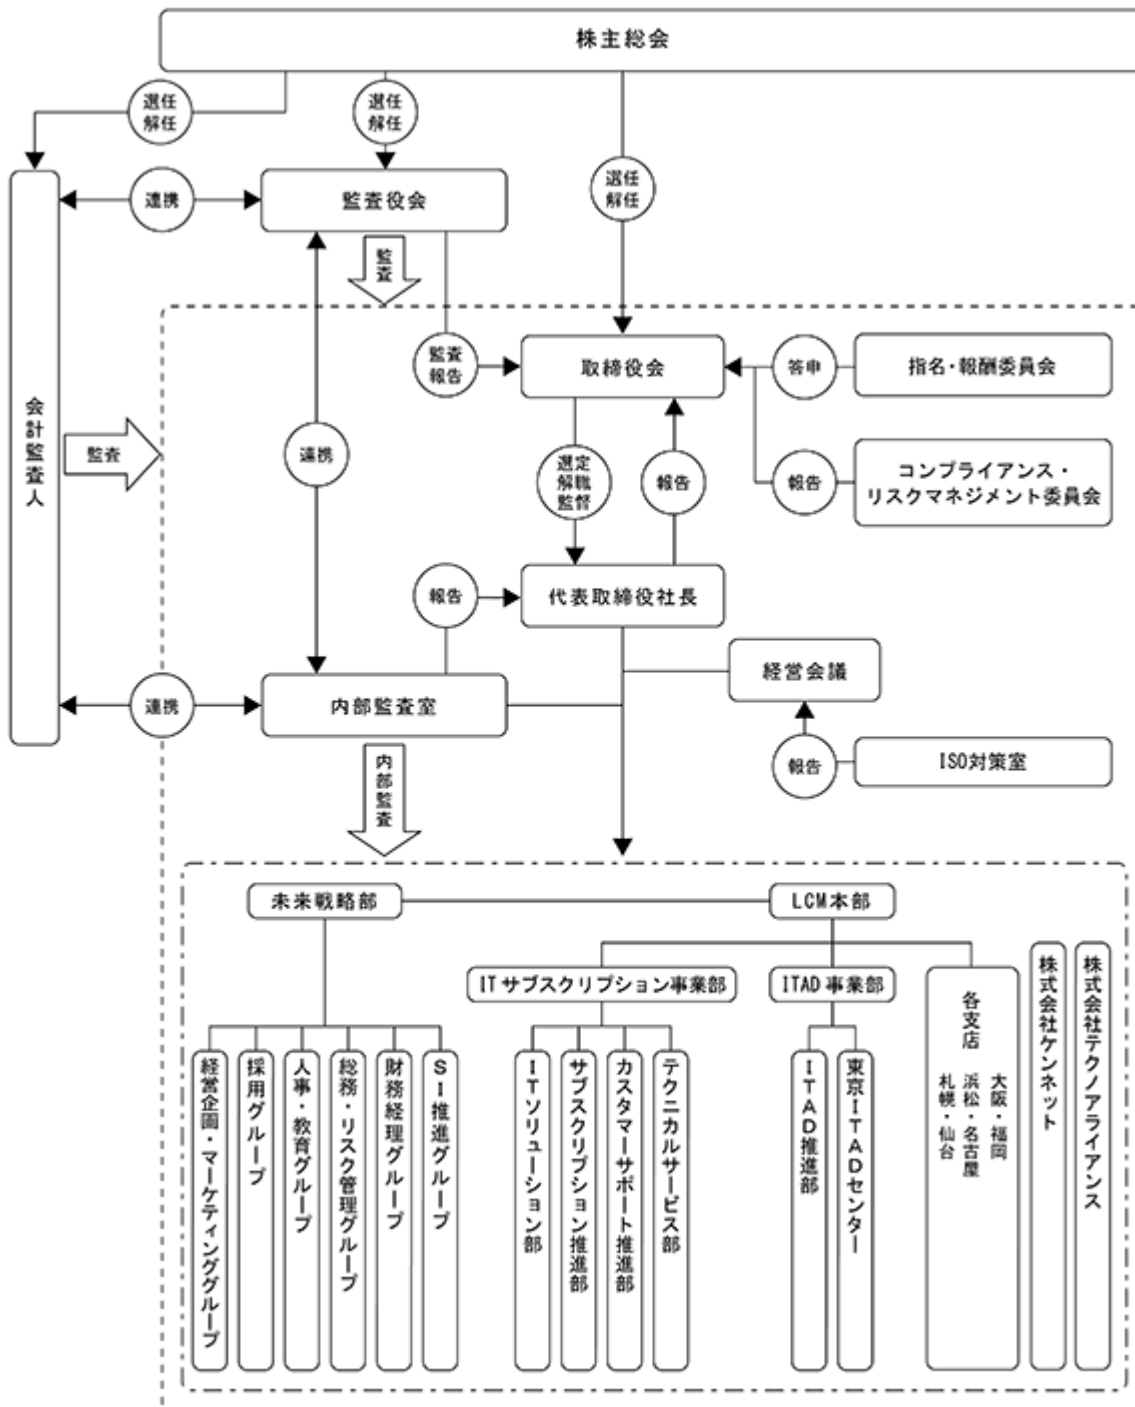 株主総会
選任
解任
選任
解任
選任
解任
連携
監査役会
監査
監査
報告
取締役会
答申
指名・報酬委員会
会計監査人
監査
連携
選定
解職
監督
報告
報告
コンプライアンス・
リスクマネジメント委員会
報告
代表取締役社長
経営会議
連携
内部監査室
報告
ISO対策室
内部監査
未来戦略部
LCM本部
ITサブスクリプション事業部
ITAD事業部
経営企画・マーケティンググループ
採用グループ
人事・教育グループ
総務・リスク管理グループ
財務経理グループ
SI推進グループ
ITソリューション部
サブスクリプション推進部
カスタマーサポート推進部
テクニカルサービス部
ITAD推進部
東京ITADセンター
各支店
大阪・福岡
浜松・名古屋
札幌・仙台
株式会社ケンネット
株式会社テクノアライアンス